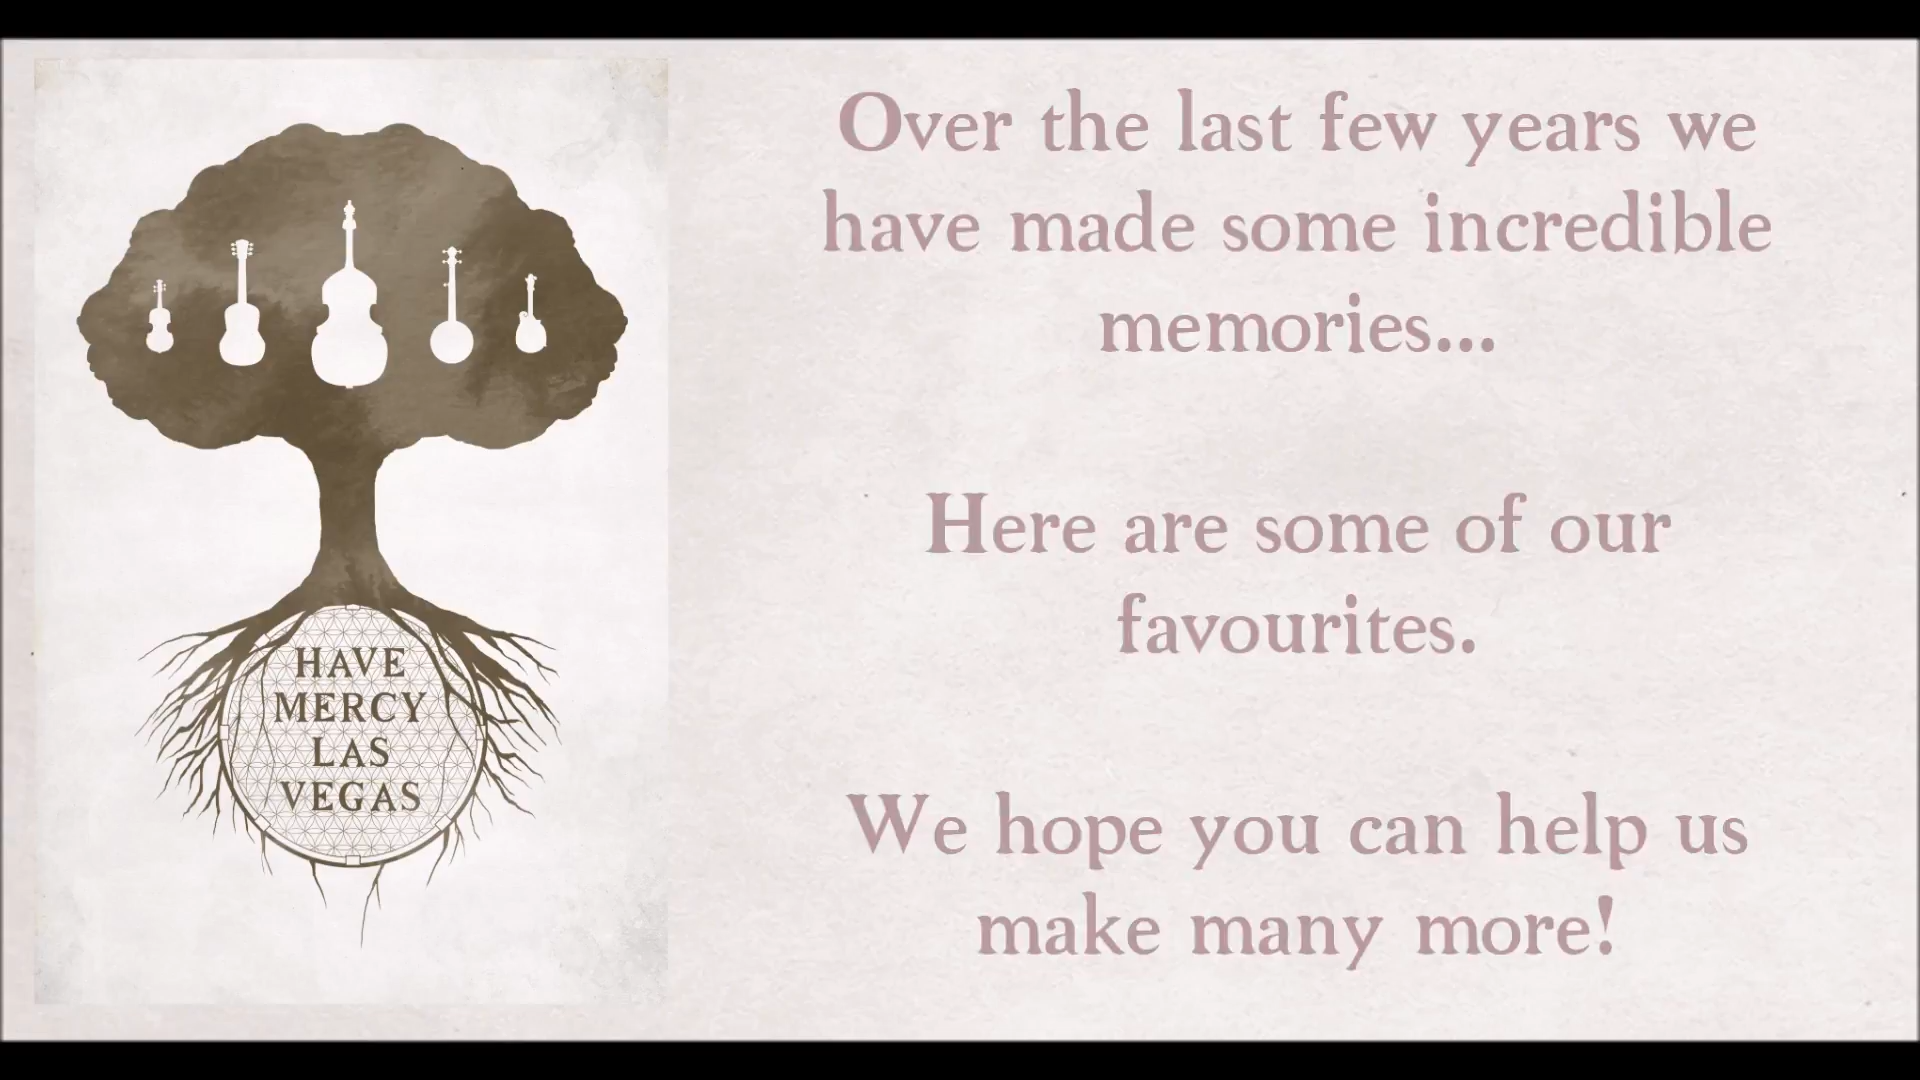 HAVE
MERCY
LAS
VEGAS
Over the last few years we
have made some incredible
memories...
Here are some of our
favourites.
We hope you can help us
make many more!